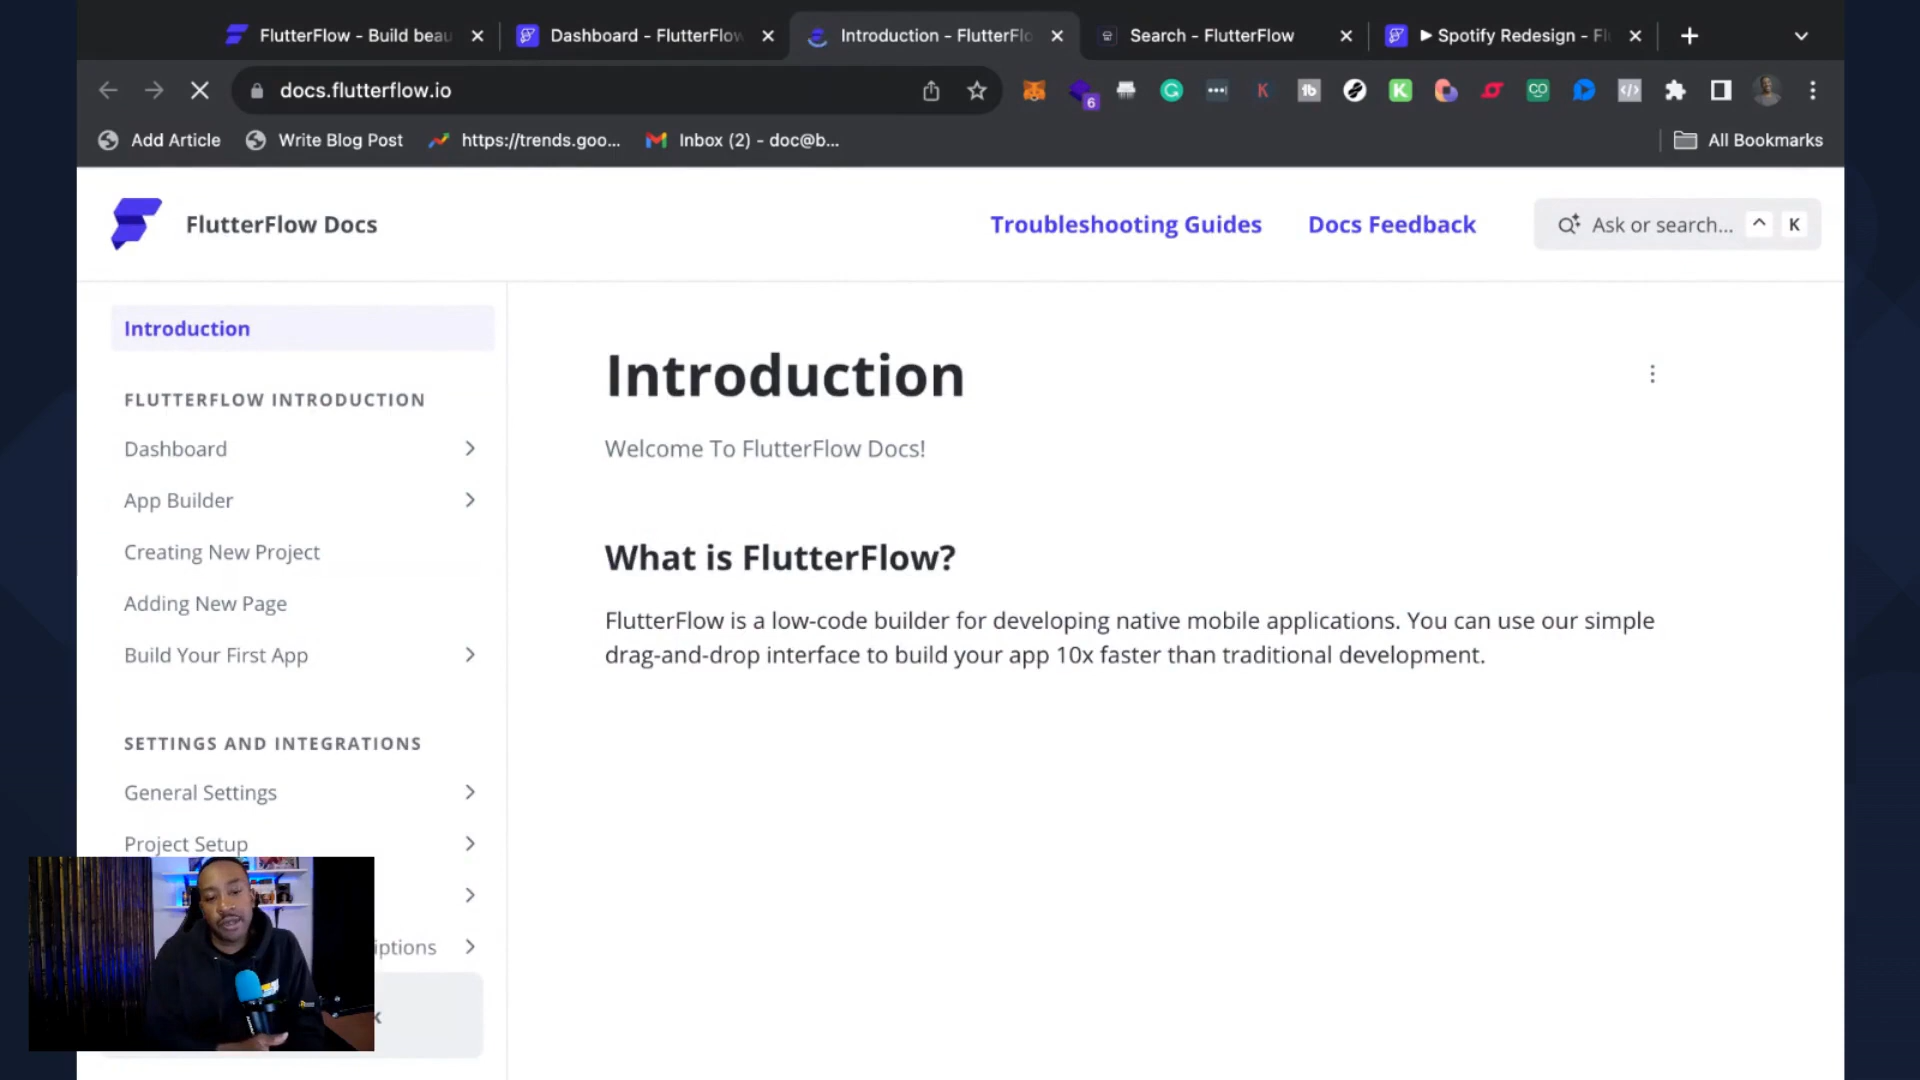 FlutterFlow - Build beau
Dashboard - FlutterFlow
Introduction - FlutterFlo
Search - FlutterFlow
▶ Spotify Redesign - Fl
docs.flutterflow.io
6
Add Article
Write Blog Post
https://trends.goo...
Inbox (2) - doc@b...
All Bookmarks
FlutterFlow Docs
Troubleshooting Guides
Docs Feedback
Ask or search...
^ K
Introduction
FLUTTERFLOW INTRODUCTION
Dashboard
App Builder
Creating New Project
Adding New Page
Build Your First App
SETTINGS AND INTEGRATIONS
General Settings
Project Setup
iptions
Introduction
Welcome To FlutterFlow Docs!
What is FlutterFlow?
FlutterFlow is a low-code builder for developing native mobile applications. You can use our simple
drag-and-drop interface to build your app 10x faster than traditional development.